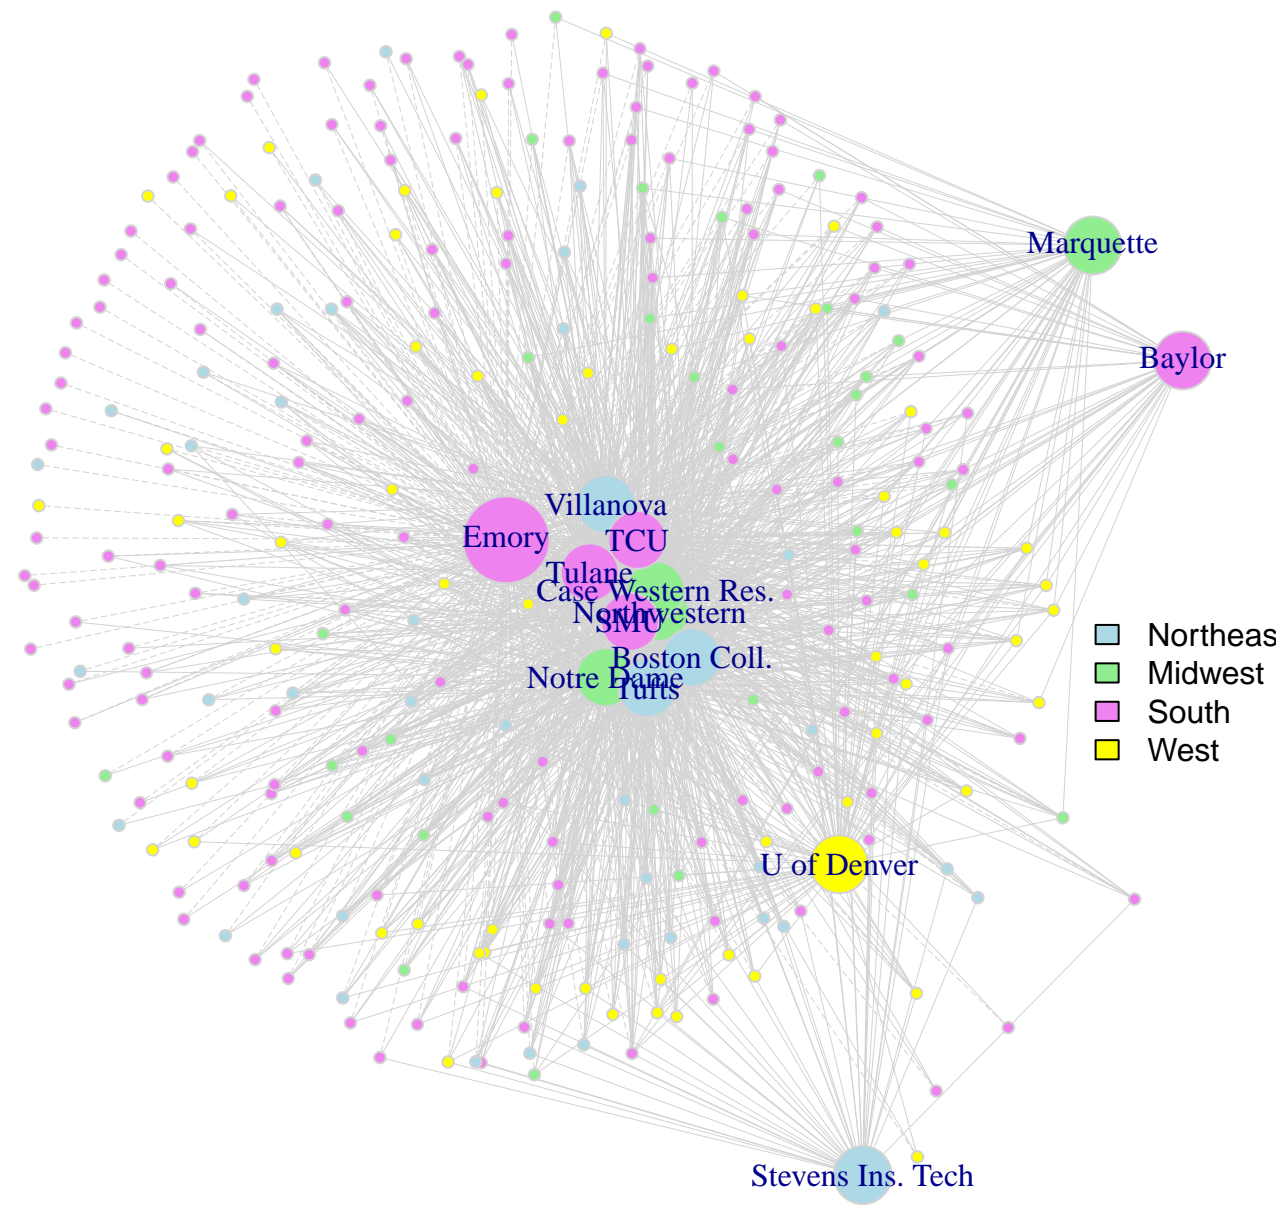 Marquette
Baylor
Villanova
Emory
TCU
Tulane
Case Western Res.
Northwestern
SMU
Boston Coll.
Notre Dame
Tufts
U of Denver
Stevens Ins. Tech
Northeas
Midwest
South
West